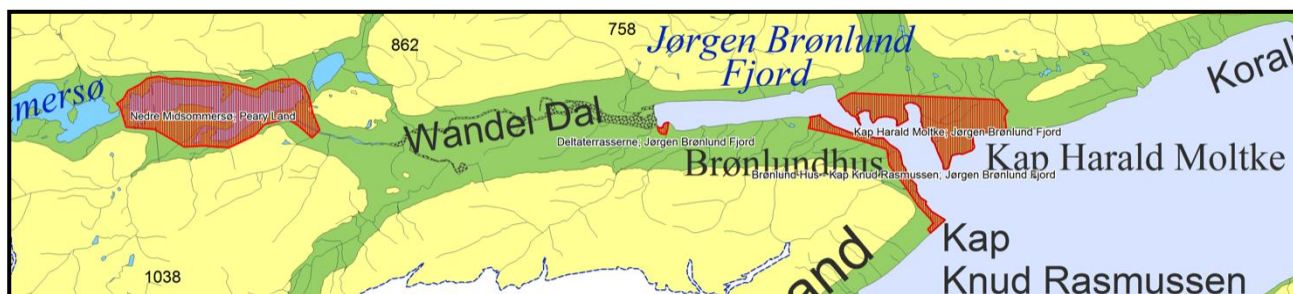 758
862
Jørgen Brønlund
Fjord
Koral
mersø
Nedre Midsommersø; Peary Land
Wandel Dal
Deltaterrasserne; Jørgen Brønlund Fjord
Kap Harald Moltke; Jørgen Brønlund Fjord
Brønlundhus
Kap Harald Moltke
Brønlund Hus - Kap Knud Rasmussen; Jørgen Brønlund Fjord
and
Kap
Knud Rasmussen
1038